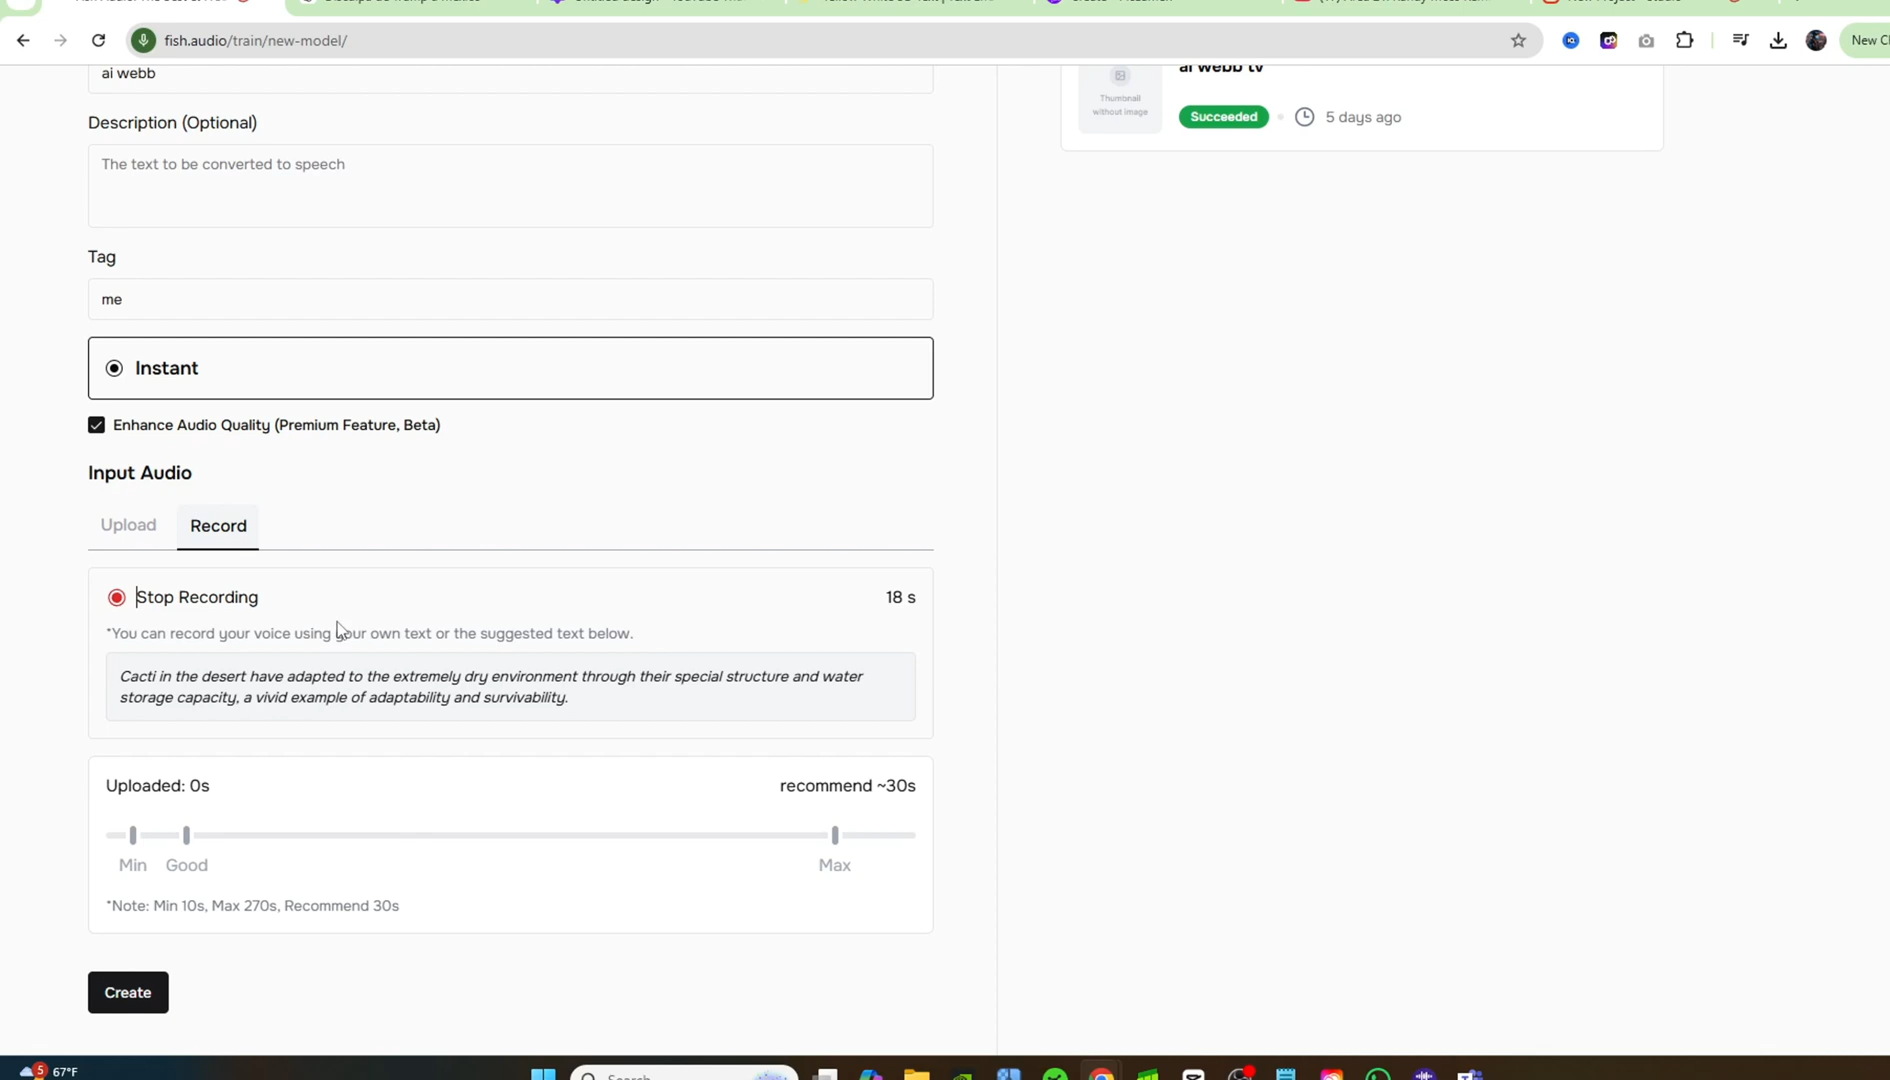 fish.audio/train/new-model/
New Cl
ai webb
ai webb tv
Thumbnail
without image
Succeeded
5 days ago
Description (Optional)
The text to be converted to speech
Tag
me
Instant
Enhance Audio Quality (Premium Feature, Beta)
Input Audio
Upload
Record
Stop Recording
18 s
*You can record your voice using your own text or the suggested text below.
Cacti in the desert have adapted to the extremely dry environment through their special structure and water
storage capacity, a vivid example of adaptability and survivability.
Uploaded: 0s
recommend ~30s
Min
Good
Max
*Note: Min 10s, Max 270s, Recommend 30s
Create
5
67°F
Search